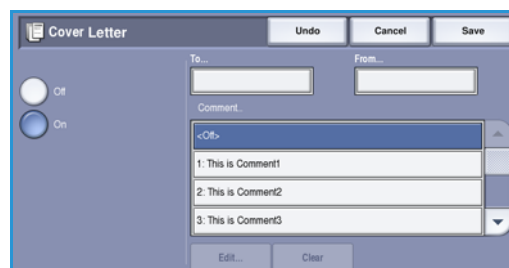 Cover Letter
Undo
Cancel
Save
To...
From...
Off
On
Comment..
<Off>
1: This is Comment1
2: This is Comment2
3: This is Comment3
Edit...
Clear